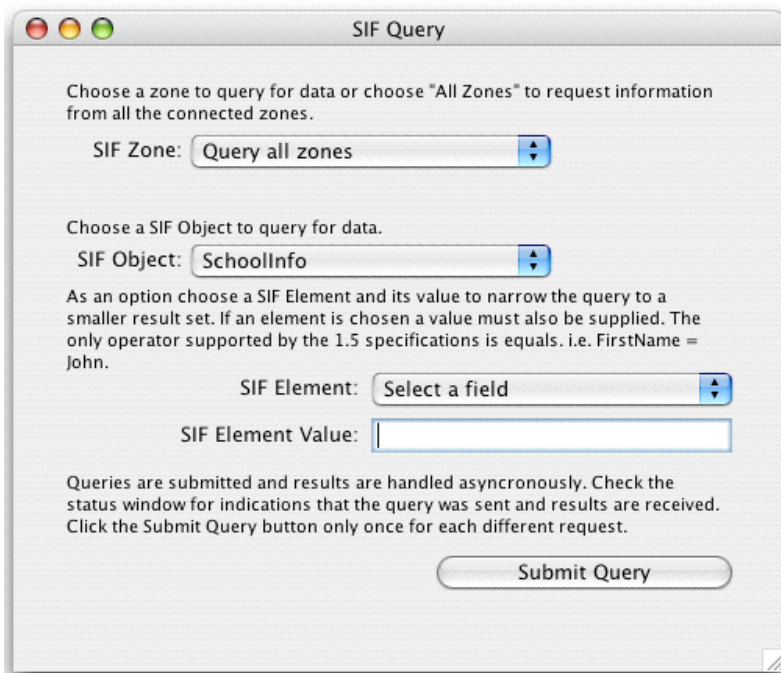 SIF Query
Choose a zone to query for data or choose "All Zones" to request information
from all the connected zones.
SIF Zone: Query all zones
Choose a SIF Object to query for data.
SIF Object: SchoolInfo
As an option choose a SIF Element and its value to narrow the query to a
smaller result set. If an element is chosen a value must also be supplied. The
only operator supported by the 1.5 specifications is equals. i.e. FirstName =
John.
SIF Element: Select a field
SIF Element Value:
Queries are submitted and results are handled asyncronously. Check the
status window for indications that the query was sent and results are received.
Click the Submit Query button only once for each different request.
Submit Query